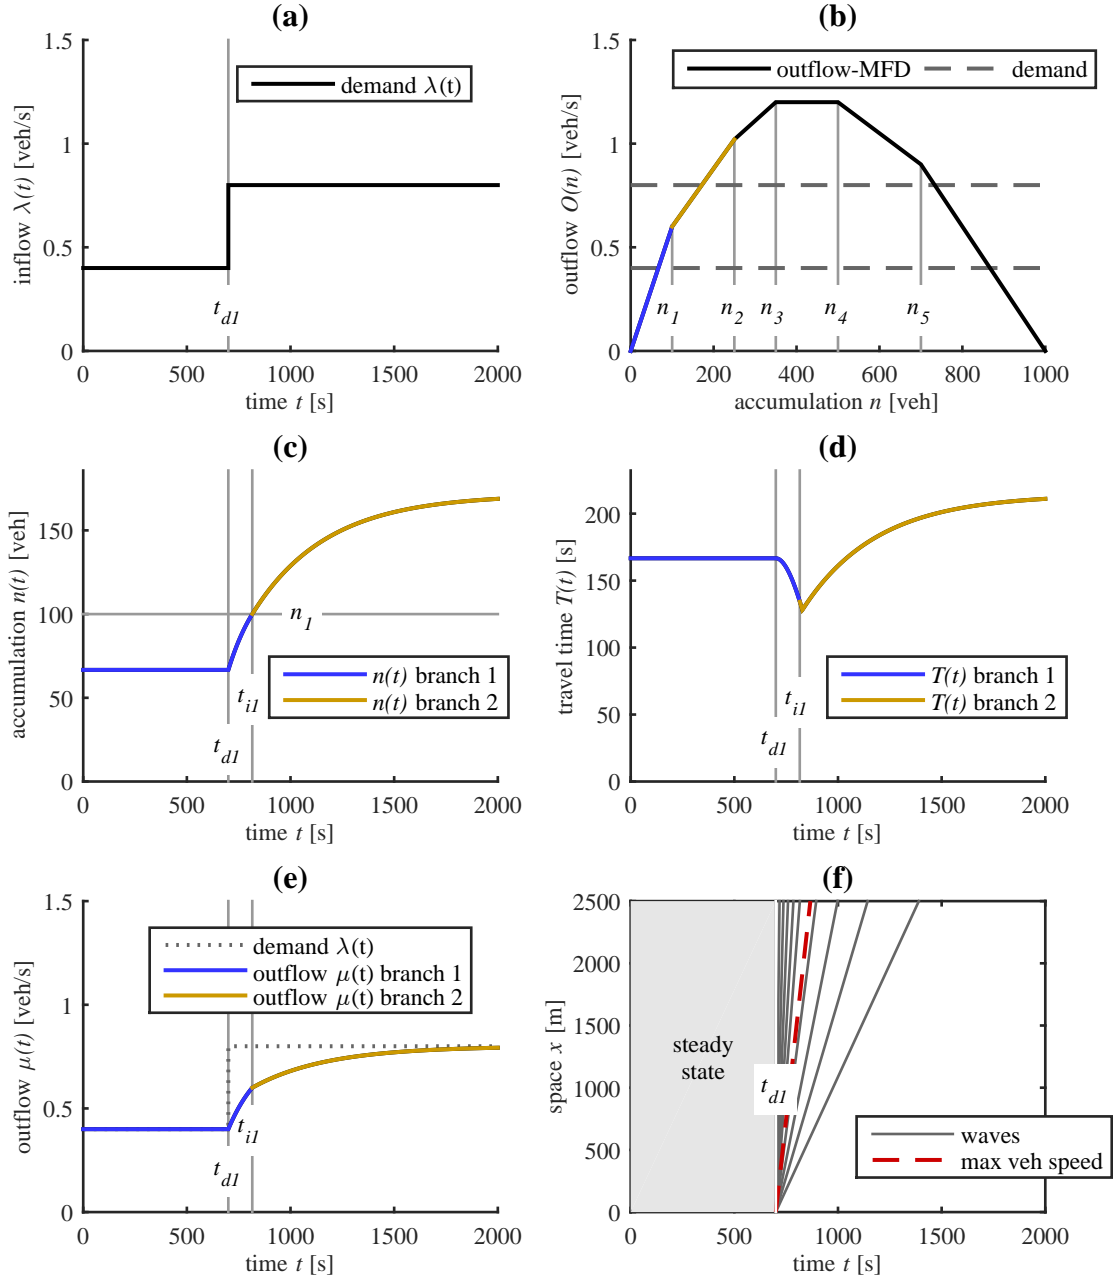 (a)
1.5
1
0.5
0
inflow λ(t) [veh/s]
demand λ(t)
t_d1
0 500 1000 1500 2000
time t [s]
(b)
1.5
1
0.5
0
outflow O(n) [veh/s]
outflow-MFD demand
n_1 n_2 n_3 n_4 n_5
0 200 400 600 800 1000
accumulation n [veh]
(c)
150
100
50
0
accumulation n(t) [veh]
n_1
n(t) branch 1
n(t) branch 2
t_i1
t_d1
0 500 1000 1500 2000
time t [s]
(d)
200
150
100
50
0
travel time T(t) [s]
T(t) branch 1
T(t) branch 2
t_i1
t_d1
0 500 1000 1500 2000
time t [s]
(e)
1.5
1
0.5
0
outflow μ(t) [veh/s]
demand λ(t)
outflow μ(t) branch 1
outflow μ(t) branch 2
t_i1
t_d1
0 500 1000 1500 2000
time t [s]
(f)
2500
2000
1500
1000
500
0
space x [m]
steady
state
t_d1
waves
max veh speed
0 500 1000 1500 2000
time t [s]